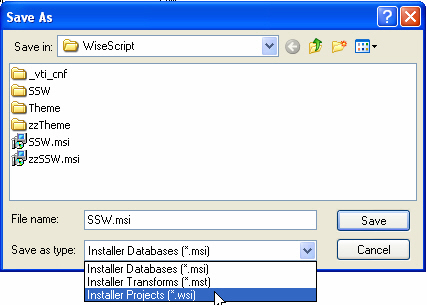 Save As
Save in: WiseScript
_vti_cnf
SSW
Theme
zzTheme
SSW.msi
zzSSW.msi
File name: SSW.msi Save
Save as type: Installer Databases (*.msi) Cancel
Installer Databases (*.msi)
Installer Transforms (*.mst)
Installer Projects (*.wsi)